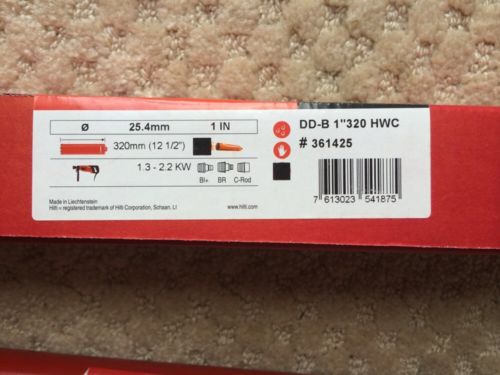 Ø 25.4mm 1 IN
320mm (12 1/2")
1.3 - 2.2 KW
BI+ BR C-Rod
Made in Liechtenstein
Hilti = registered trademark of Hilti Corporation, Schaan, LI
www.hilti.com
DD-B 1"320 HWC
# 361425
7 613023 541875